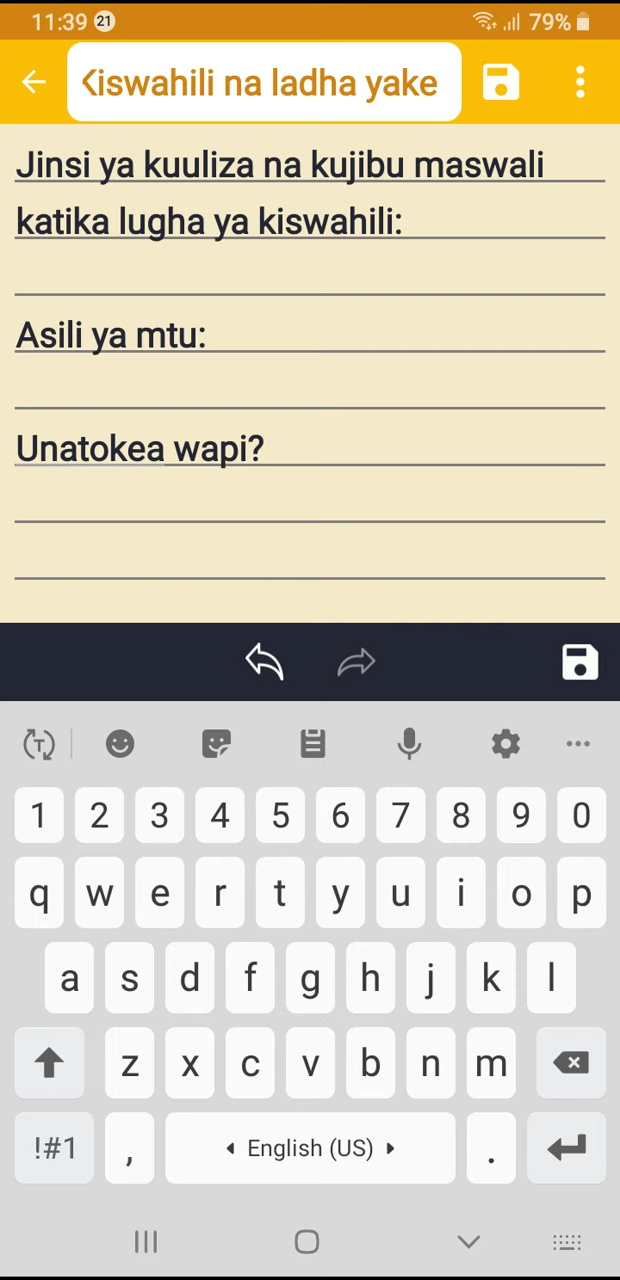 11:39 21 79%
Kiswahili na ladha yake
Jinsi ya kuuliza na kujibu maswali
katika lugha ya kiswahili:
Asili ya mtu:
Unatokea wapi?
T
1 2 3 4 5 6 7 8 9 0
q w e r t y u i o p
a s d f g h j k l
z x c v b n m
!#1 , English (US) .